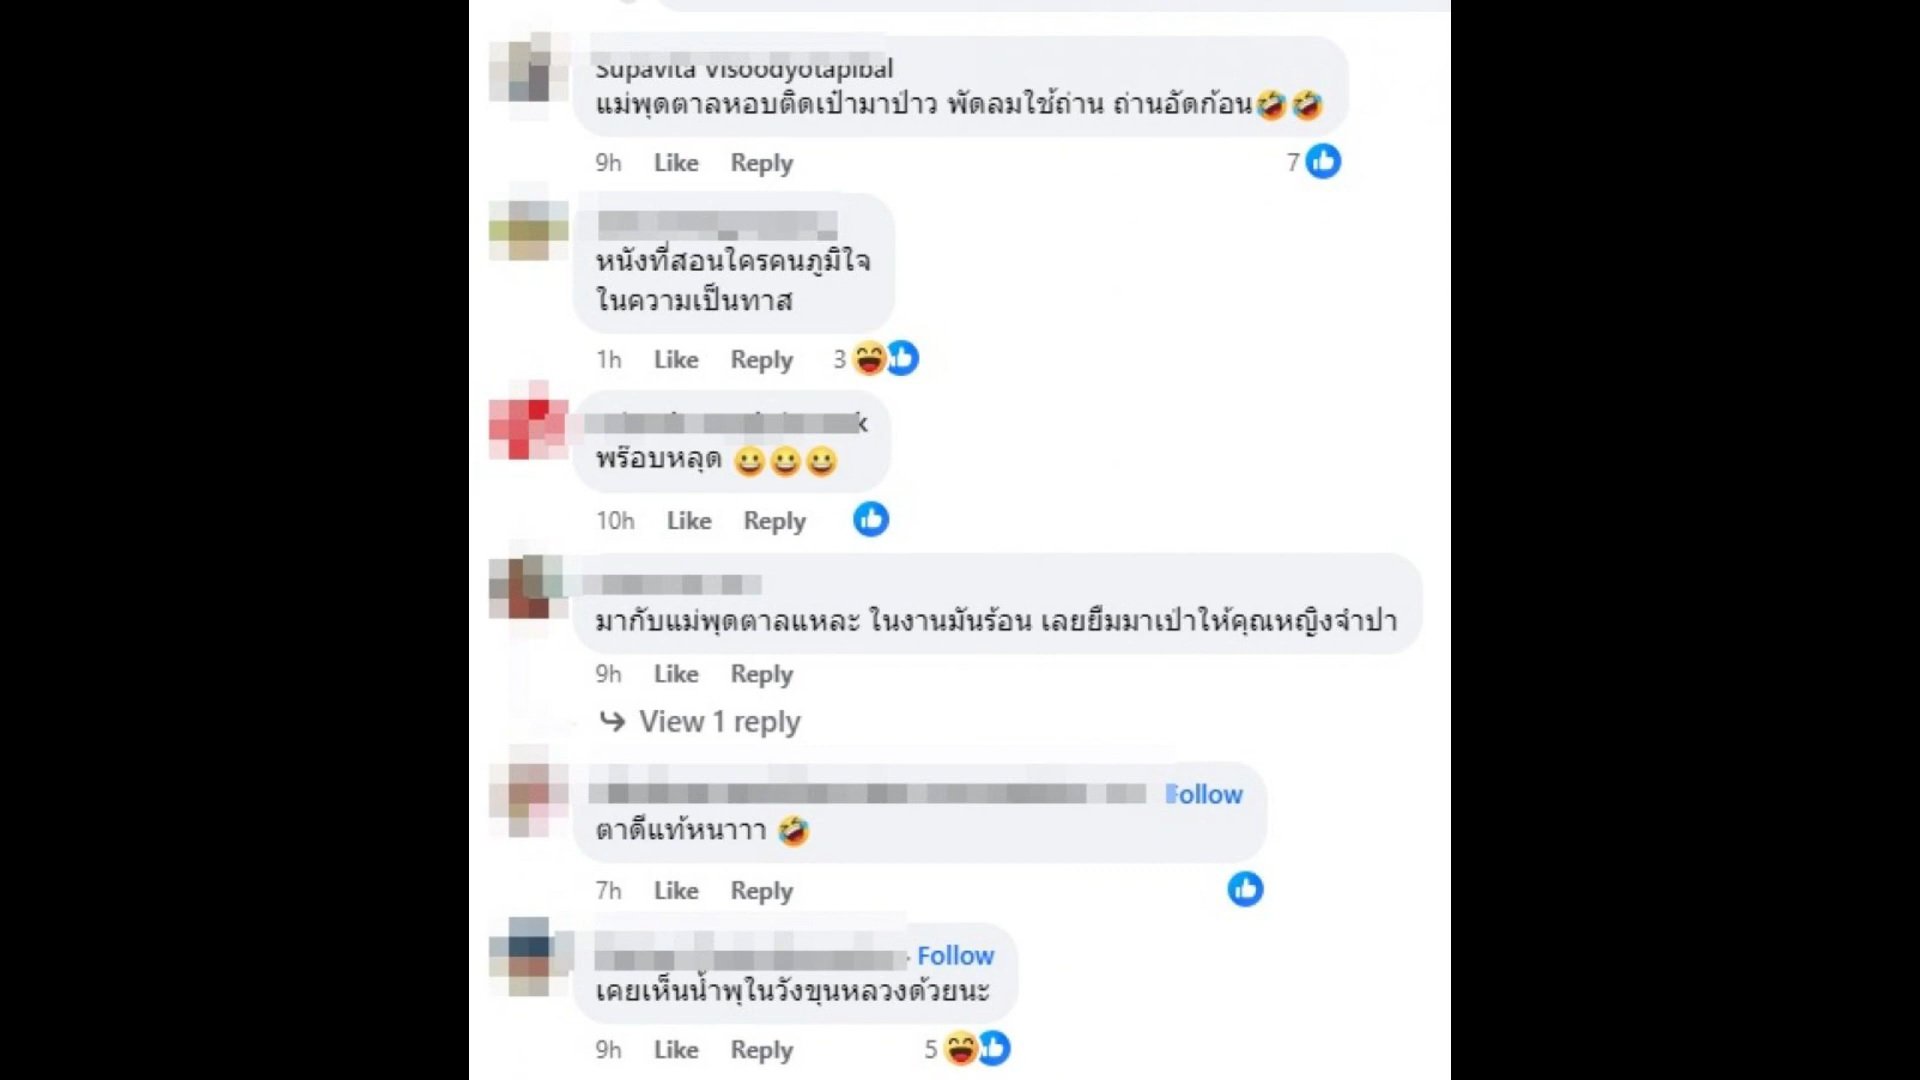 Supavita Visoodyotapibal
แม่พุดตาลหอบติดเป๋ามาป่าว พัดลมใช้ถ่าน ถ่านอัดก้อน🤣🤣
9h Like Reply 7
หนังที่สอนใครคนภูมิใจ
ในความเป็นทาส
1h Like Reply 3
k
พร๊อบหลุด 😀😀😀
10h Like Reply
มากับแม่พุดตาลแหละ ในงานมันร้อน เลยยืมมาเป่าให้คุณหญิงจำปา
9h Like Reply
View 1 reply
Follow
ตาดีแท้หนาาา 🤣
7h Like Reply
· Follow
เคยเห็นน้ำพุในวังขุนหลวงด้วยนะ
9h Like Reply 5